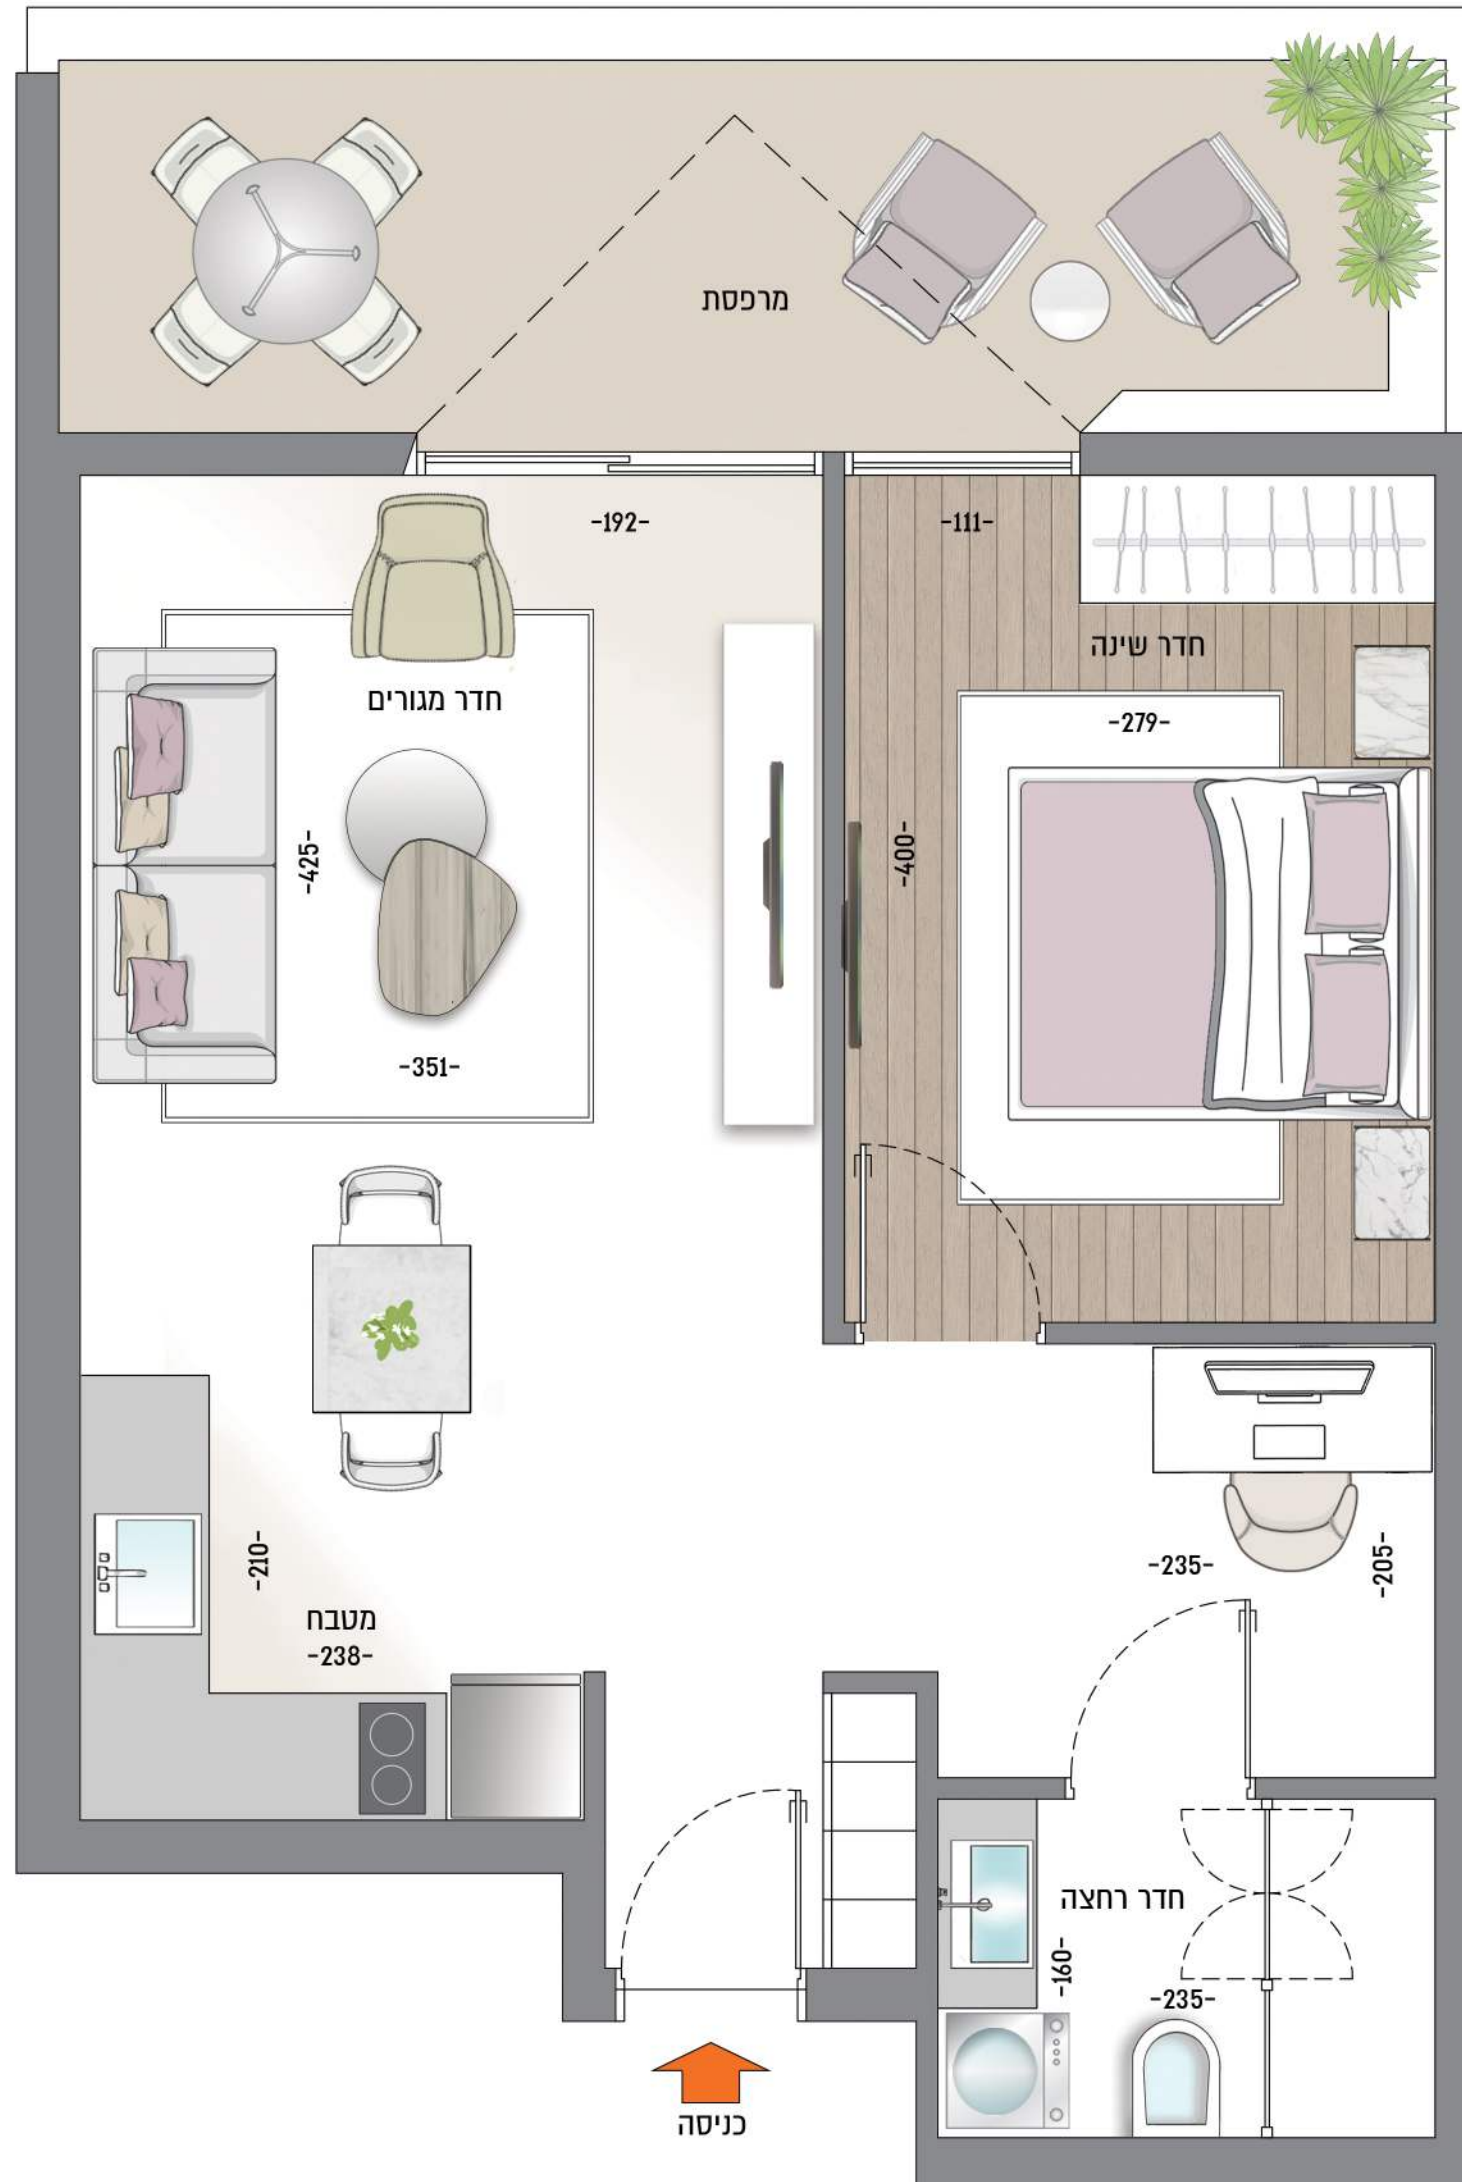 מרפסת
-192-
-111-
חדר שינה
-279-
חדר מגורים
-425-
-400-
-351-
-210-
-235-
-205-
מטבח
-238-
חדר רחצה
-160-
-235-
כניסה